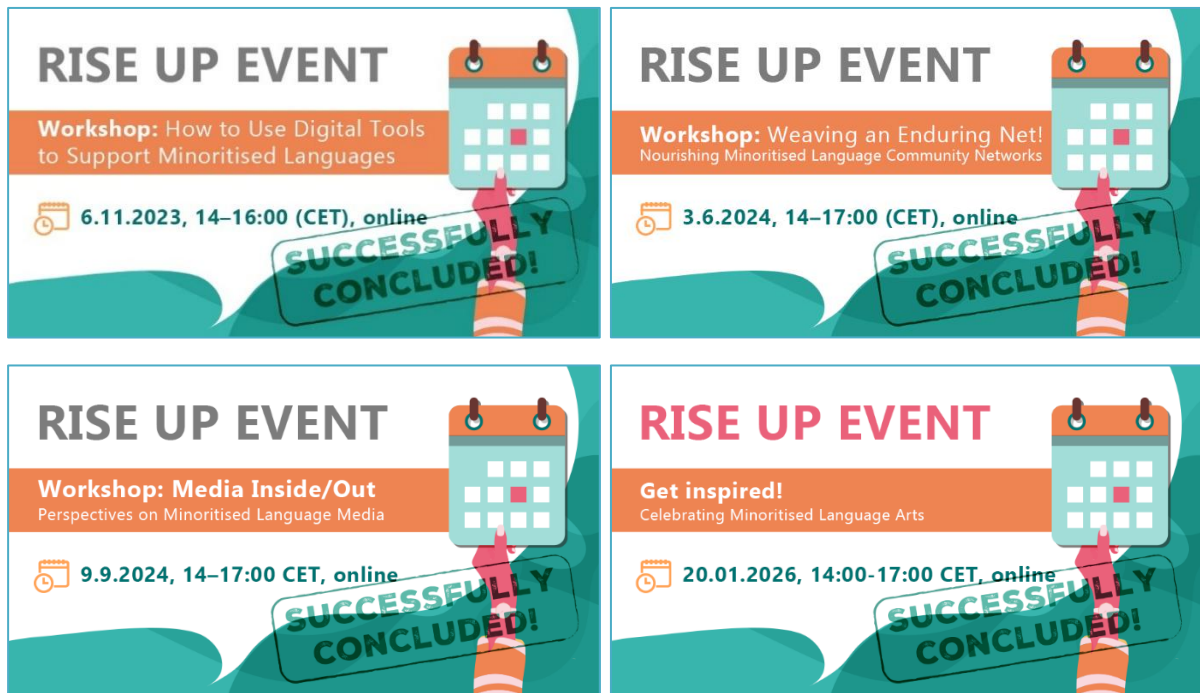 RISE UP EVENT
Workshop: How to Use Digital Tools
to Support Minoritised Languages
6.11.2023, 14–16:00 (CET), online
SUCCESSFULLY
CONCLUDED!
RISE UP EVENT
Workshop: Weaving an Enduring Net!
Nourishing Minoritised Language Community Networks
3.6.2024, 14–17:00 (CET), online
SUCCESSFULLY
CONCLUDED!
RISE UP EVENT
Workshop: Media Inside/Out
Perspectives on Minoritised Language Media
9.9.2024, 14–17:00 CET, online
SUCCESSFULLY
CONCLUDED!
RISE UP EVENT
Get inspired!
Celebrating Minoritised Language Arts
20.01.2026, 14:00-17:00 CET, online
SUCCESSFULLY
CONCLUDED!